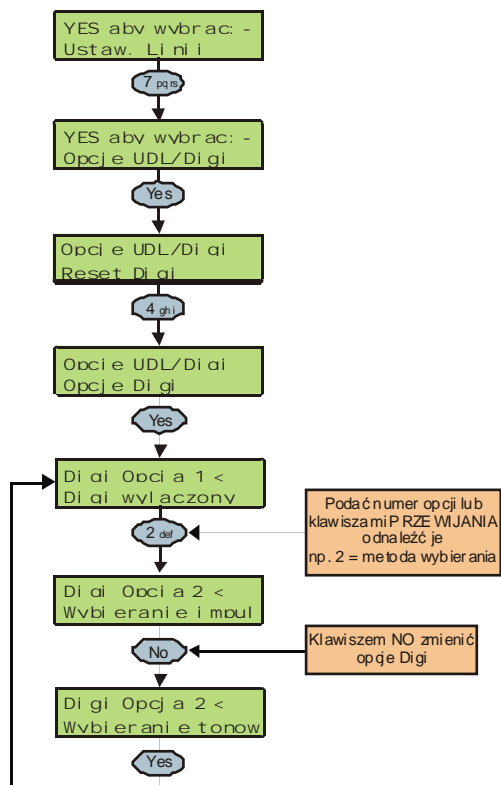 YES aby wybrac: -
Ustaw. Linii
7 pqrs
YES aby wybrac: -
Opcje UDL/Digi
Yes
Opcje UDL/Digi
Reset Digi
4 ghi
Opcje UDL/Digi
Opcje Digi
Yes
Digi Opcja 1 <
Digi wylaczony
2 def
Podać numer opcji lub
klawiszami PRZEWIJANIA
odnaleźć je
np. 2 = metoda wybierania
Digi Opcja 2 <
Wybieranie impul
No
Klawiszem NO zmienić
opcje Digi
Digi Opcja 2 <
Wybieranie tonow
Yes